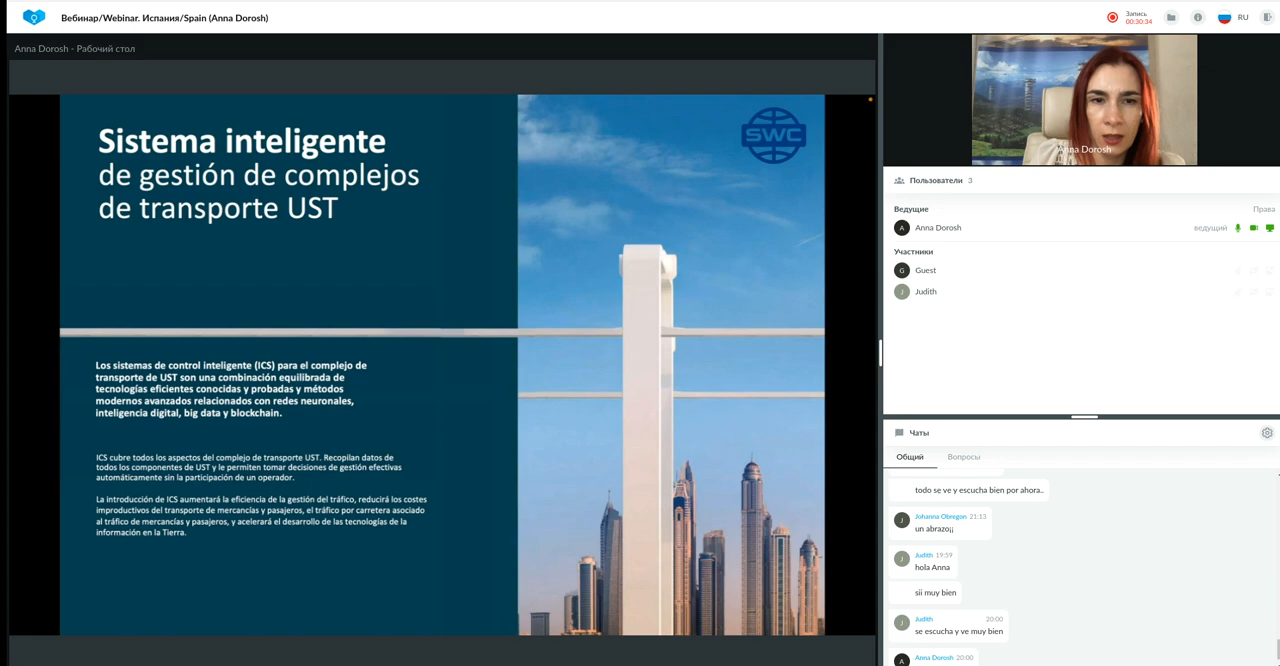 Вебинар/Webinar. Испания/Spain (Anna Dorosh)
Запись
00:30:34
RU
Anna Dorosh - Рабочий стол
Sistema inteligente
de gestión de complejos
de transporte UST
SWC
Los sistemas de control inteligente (ICS) para el complejo de
transporte de UST son una combinación equilibrada de
tecnologías eficientes conocidas y probadas y métodos
modernos avanzados relacionados con redes neuronales,
inteligencia digital, big data y blockchain.
ICS cubre todos los aspectos del complejo de transporte UST. Recopilan datos de
todos los componentes de UST y le permiten tomar decisiones de gestión efectivas
automáticamente sin la participación de un operador.
La introducción de ICS aumentará la eficiencia de la gestión del tráfico, reducirá los costes
improductivos del transporte de mercancías y pasajeros, el tráfico por carretera asociado
al tráfico de mercancías y pasajeros, y acelerará el desarrollo de las tecnologías de la
información en la Tierra.
Anna Dorosh
Пользователи 3
Ведущие Права
A Anna Dorosh ведущий
Участники
G Guest
J Judith
Чаты
Общий Вопросы
todo se ve y escucha bien por ahora..
J Johanna Obregon 21:13
un abrazo¡¡
J Judith 19:59
hola Anna
sii muy bien
J Judith 20:00
se escucha y ve muy bien
A Anna Dorosh 20:00